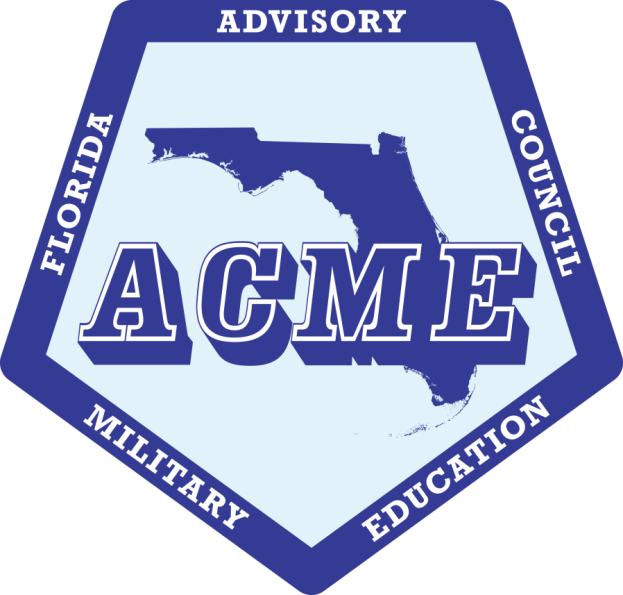 FLORIDA
ADVISORY
COUNCIL
MILITARY
EDUCATION
ACME